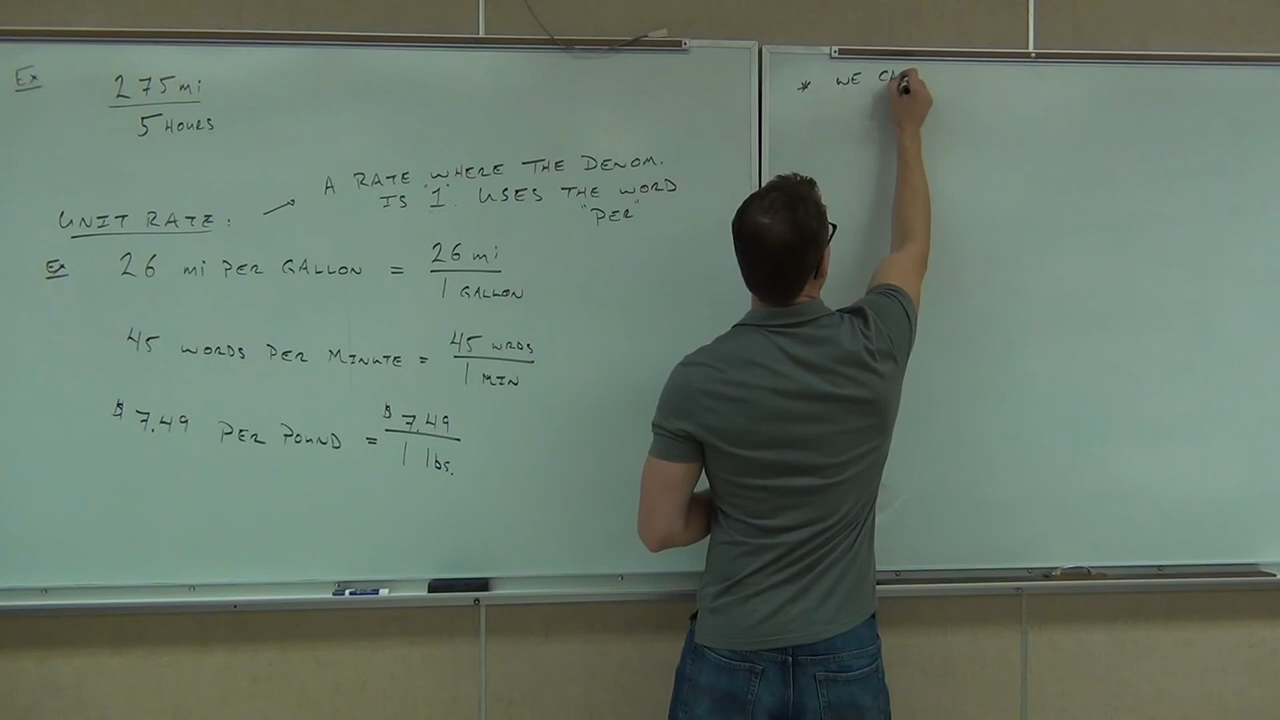 Ex
275 mi
5 HOURS
A RATE WHERE THE DENOM.
IS 1. USES THE WORD
"PER"
UNIT RATE:
Ex 26 mi PER GALLON = 26 mi
1 GALLON
45 WORDS PER MINUTE = 45 WRDS
1 MIN
$7.49 PER POUND = $7.49
1 lbs.
* WE